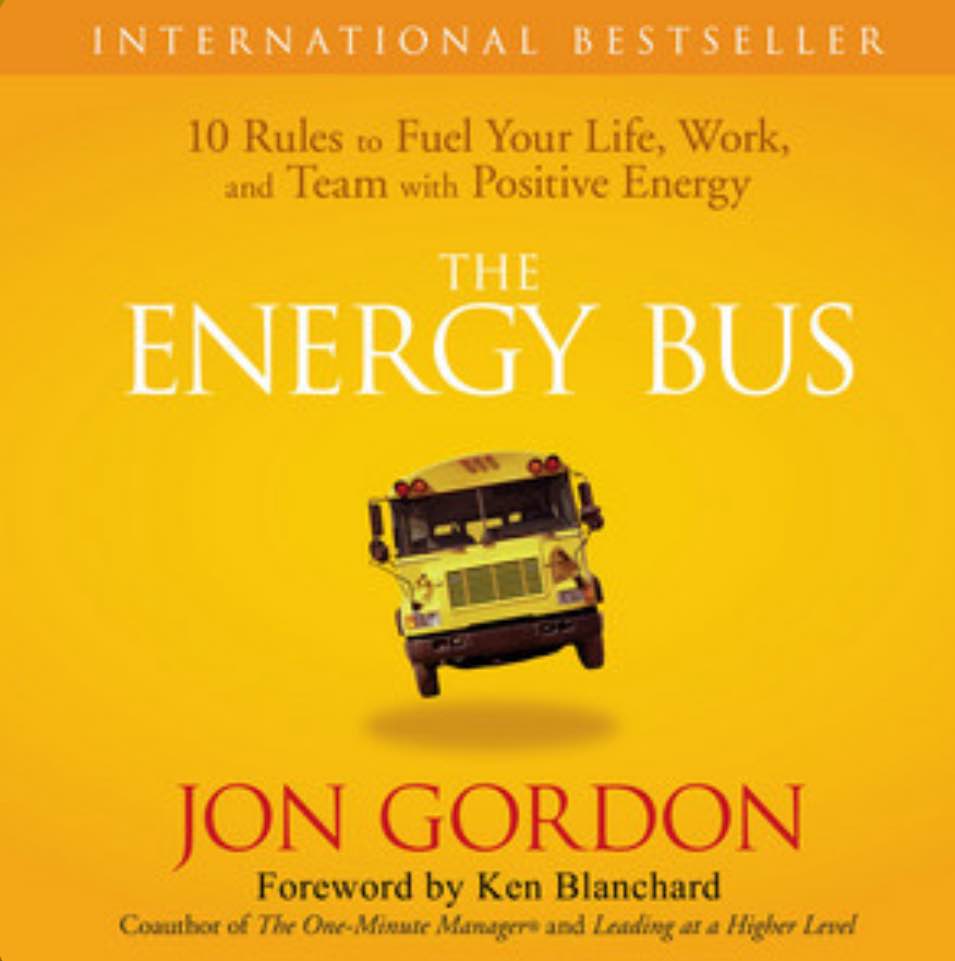 INTERNATIONAL BESTSELLER
10 Rules to Fuel Your Life, Work,
and Team with Positive Energy
THE
ENERGY BUS
JON GORDON
Foreword by Ken Blanchard
Coauthor of The One-Minute Manager® and Leading at a Higher Level